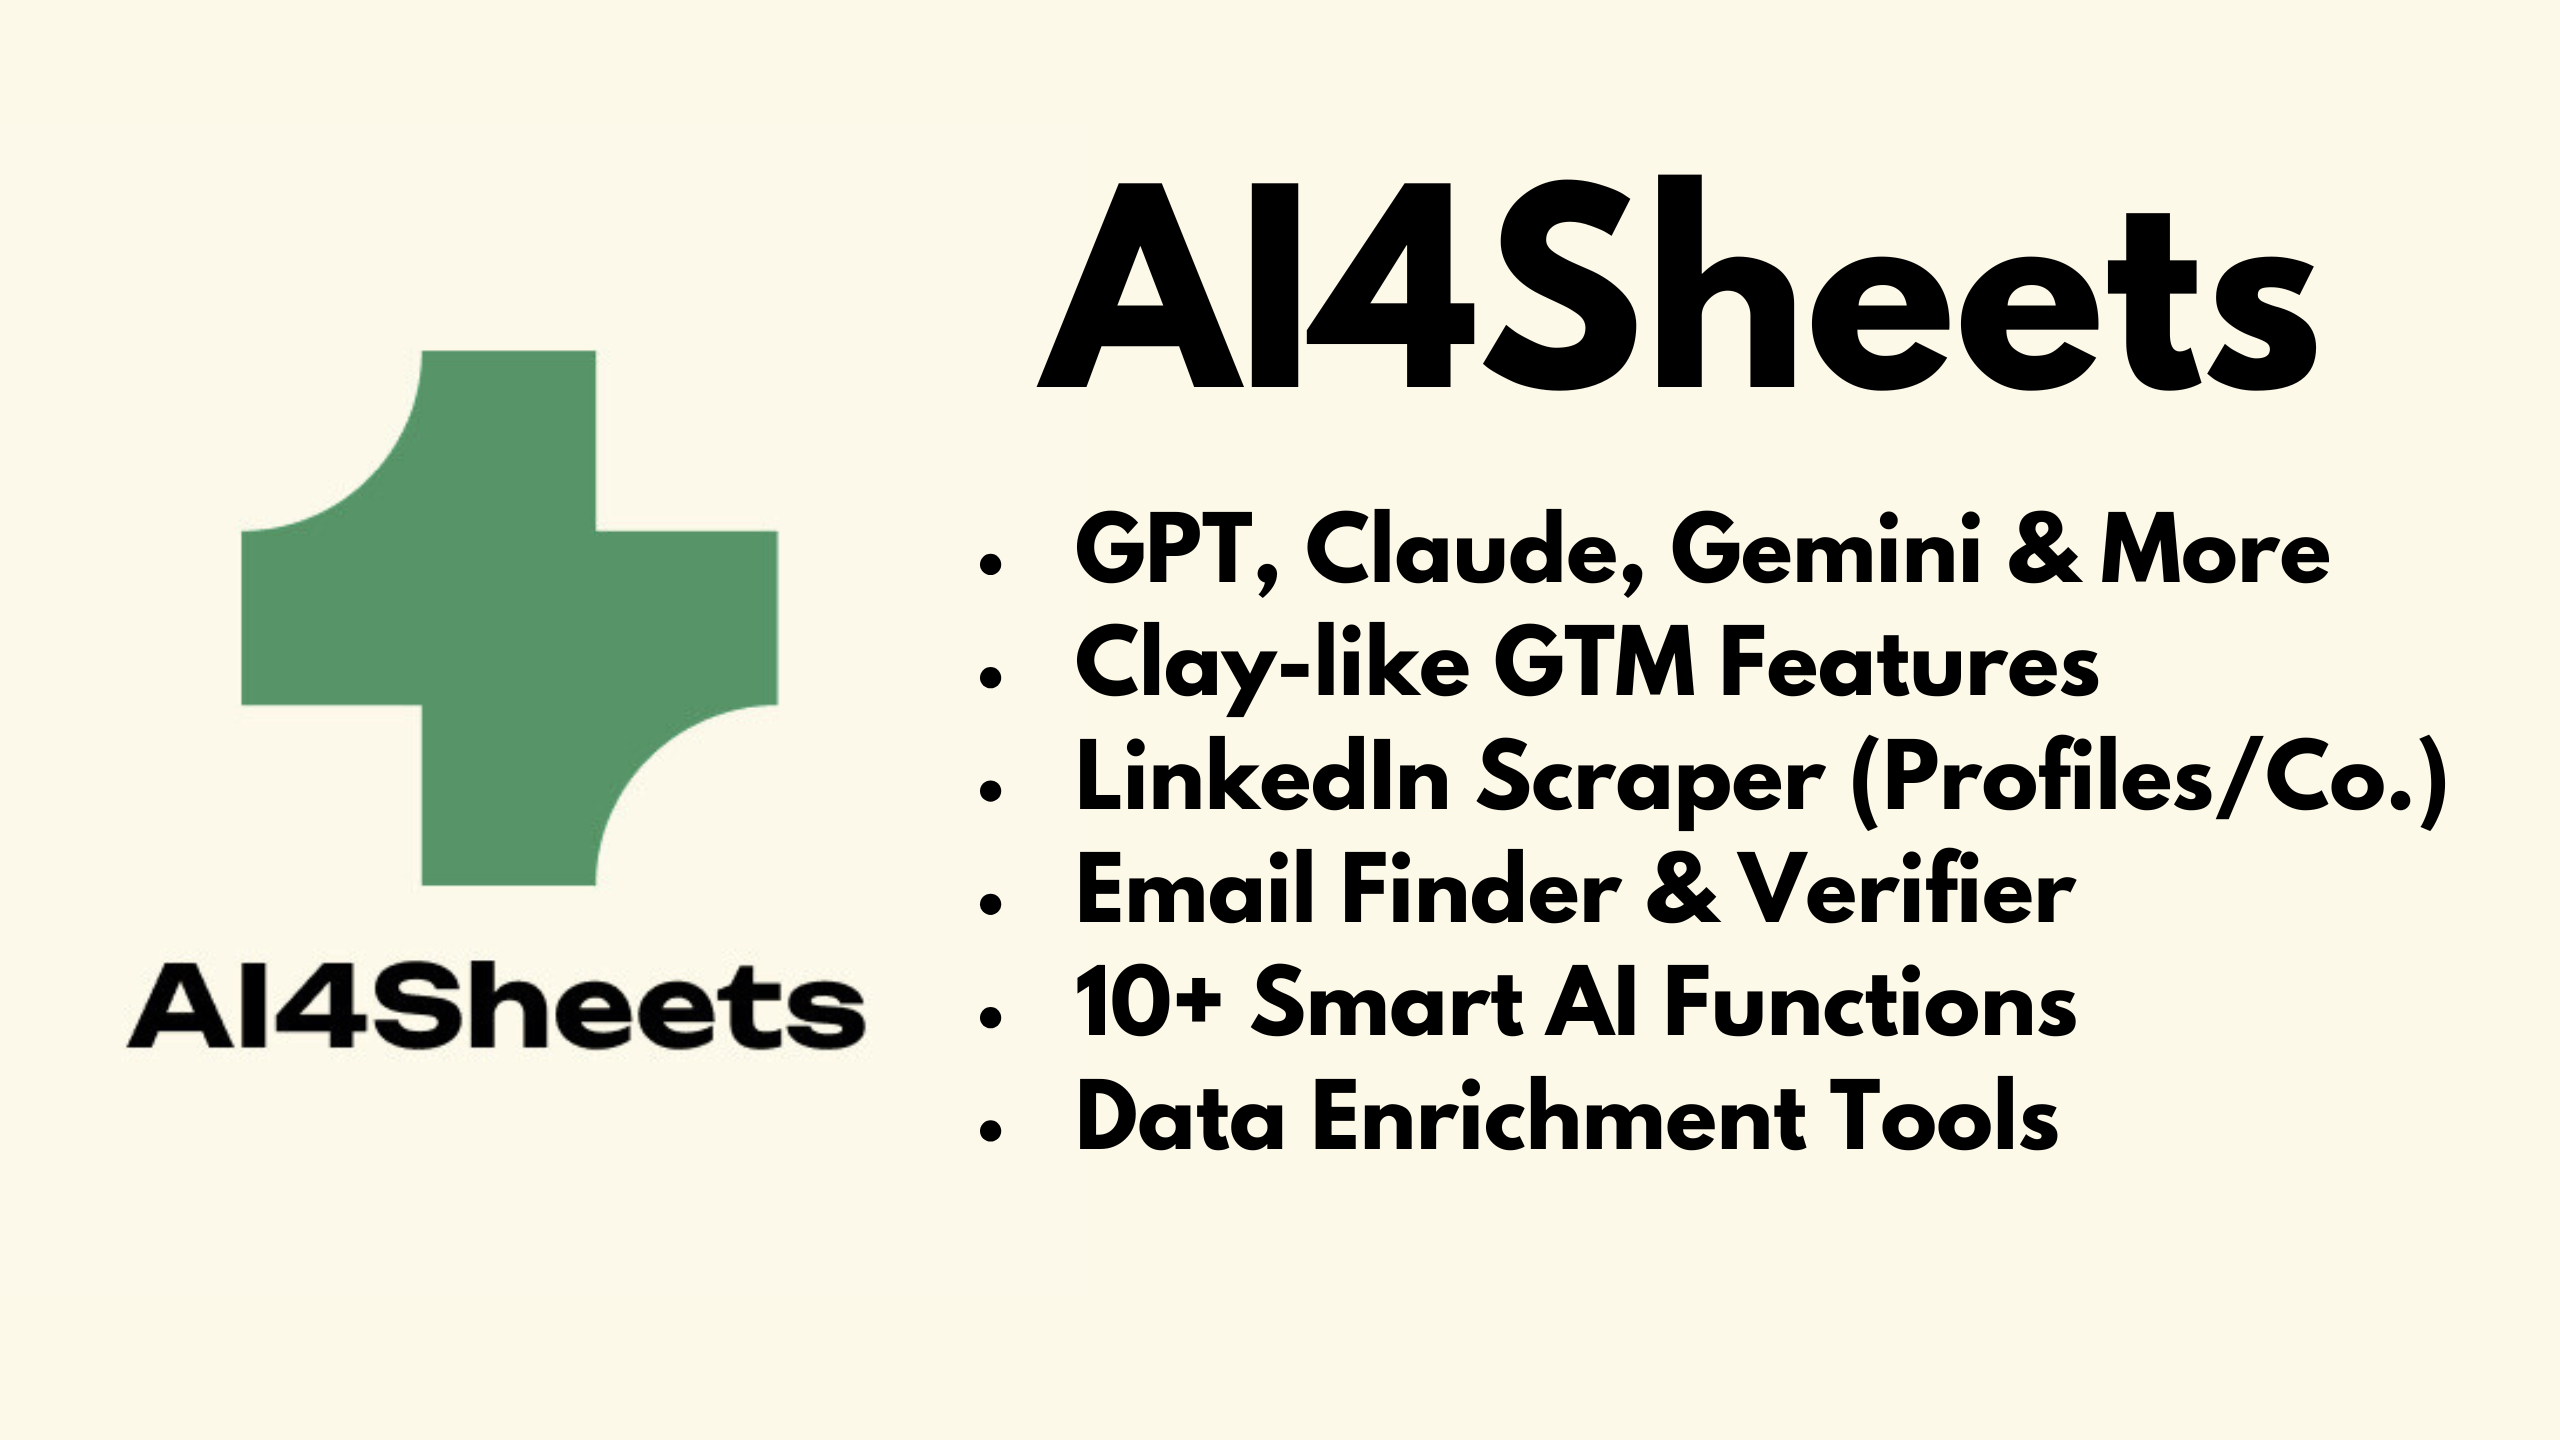 AI4Sheets
AI4Sheets
• GPT, Claude, Gemini & More
• Clay-like GTM Features
• LinkedIn Scraper (Profiles/Co.)
• Email Finder & Verifier
• 10+ Smart AI Functions
• Data Enrichment Tools